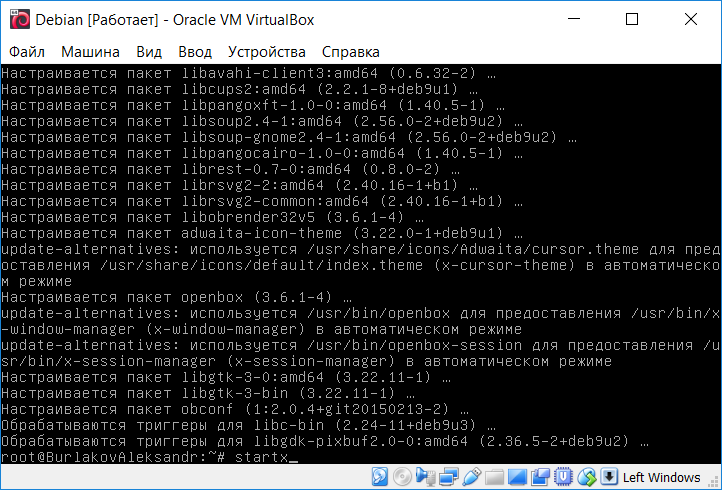 Debian [Работает] - Oracle VM VirtualBox
Файл Машина Вид Ввод Устройства Справка
Настраивается пакет libavahi-client3:amd64 (0.6.32-2) …
Настраивается пакет libcups2:amd64 (2.2.1-8+deb9u1) …
Настраивается пакет libpangoxft-1.0-0:amd64 (1.40.5-1) …
Настраивается пакет libsoup2.4-1:amd64 (2.56.0-2+deb9u2) …
Настраивается пакет libsoup-gnome2.4-1:amd64 (2.56.0-2+deb9u2) …
Настраивается пакет libpangocairo-1.0-0:amd64 (1.40.5-1) …
Настраивается пакет librest-0.7-0:amd64 (0.8.0-2) …
Настраивается пакет librsvg2-2:amd64 (2.40.16-1+b1) …
Настраивается пакет librsvg2-common:amd64 (2.40.16-1+b1) …
Настраивается пакет libobrender32v5 (3.6.1-4) …
Настраивается пакет adwaita-icon-theme (3.22.0-1+deb9u1) …
update-alternatives: используется /usr/share/icons/Adwaita/cursor.theme для пред
оставления /usr/share/icons/default/index.theme (x-cursor-theme) в автоматическо
м режиме
Настраивается пакет openbox (3.6.1-4) …
update-alternatives: используется /usr/bin/openbox для предоставления /usr/bin/x
-window-manager (x-window-manager) в автоматическом режиме
update-alternatives: используется /usr/bin/openbox-session для предоставления /u
sr/bin/x-session-manager (x-session-manager) в автоматическом режиме
Настраивается пакет libgtk-3-0:amd64 (3.22.11-1) …
Настраивается пакет libgtk-3-bin (3.22.11-1) …
Настраивается пакет obconf (1:2.0.4+git20150213-2) …
Обрабатываются триггеры для libc-bin (2.24-11+deb9u3) …
Обрабатываются триггеры для libgdk-pixbuf2.0-0:amd64 (2.36.5-2+deb9u2) …
root@BurlakovAleksandr:~# startx_
Left Windows